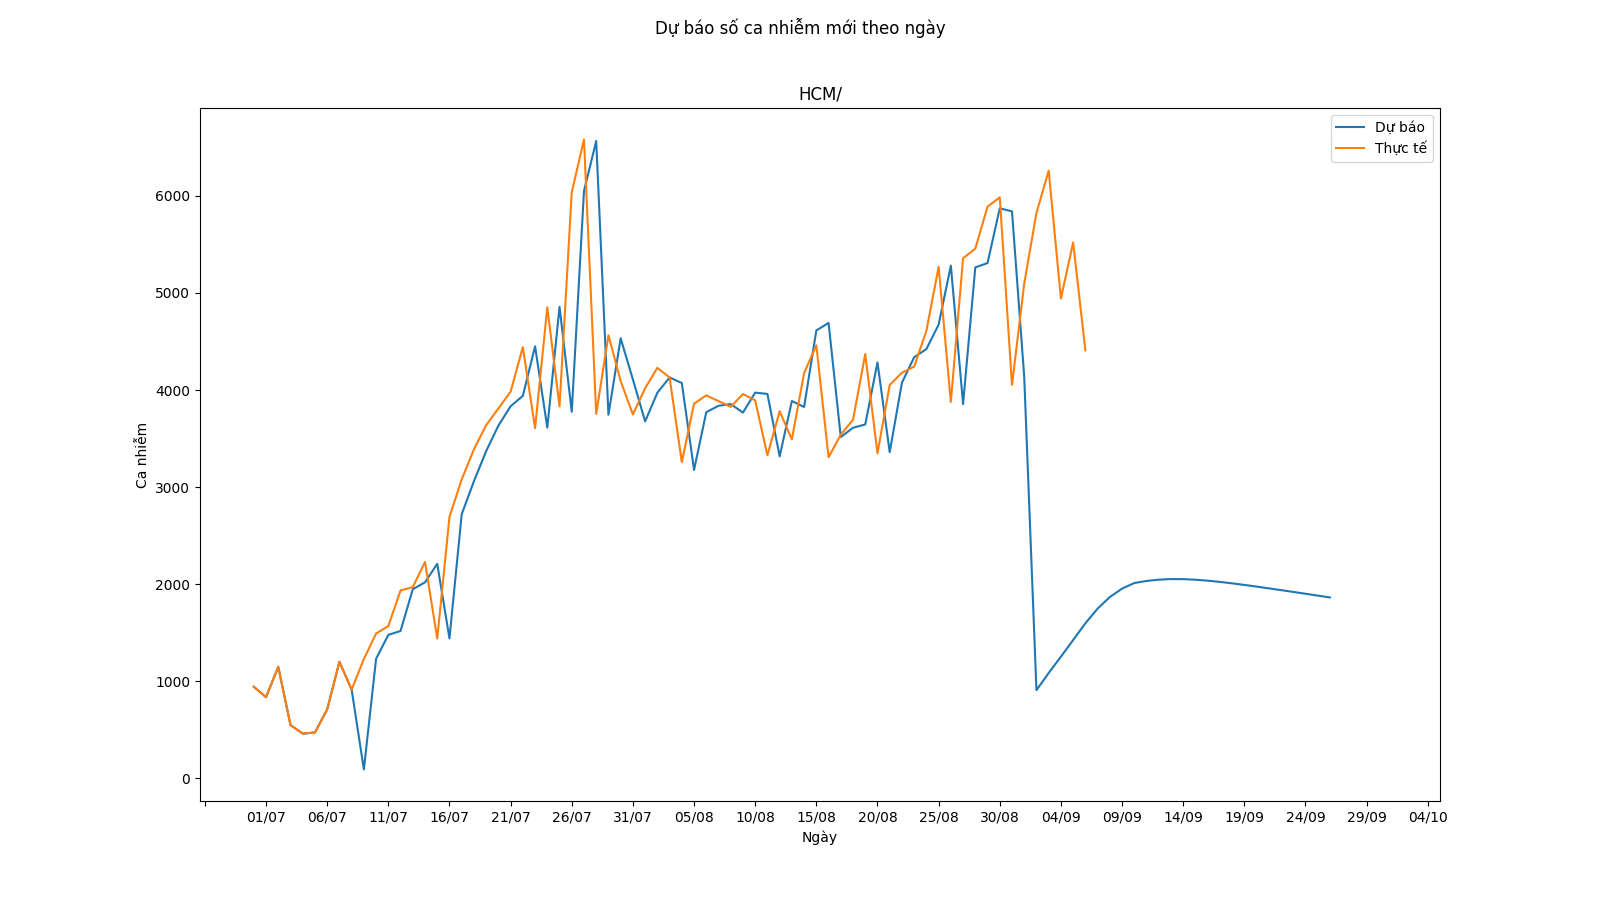 Dự báo số ca nhiễm mới theo ngày
HCM/
Dự báo
Thực tế
6000
5000
4000
3000
2000
1000
0
Ca nhiễm
01/07 06/07 11/07 16/07 21/07 26/07 31/07 05/08 10/08 15/08 20/08 25/08 30/08 04/09 09/09 14/09 19/09 24/09 29/09 04/10
Ngày